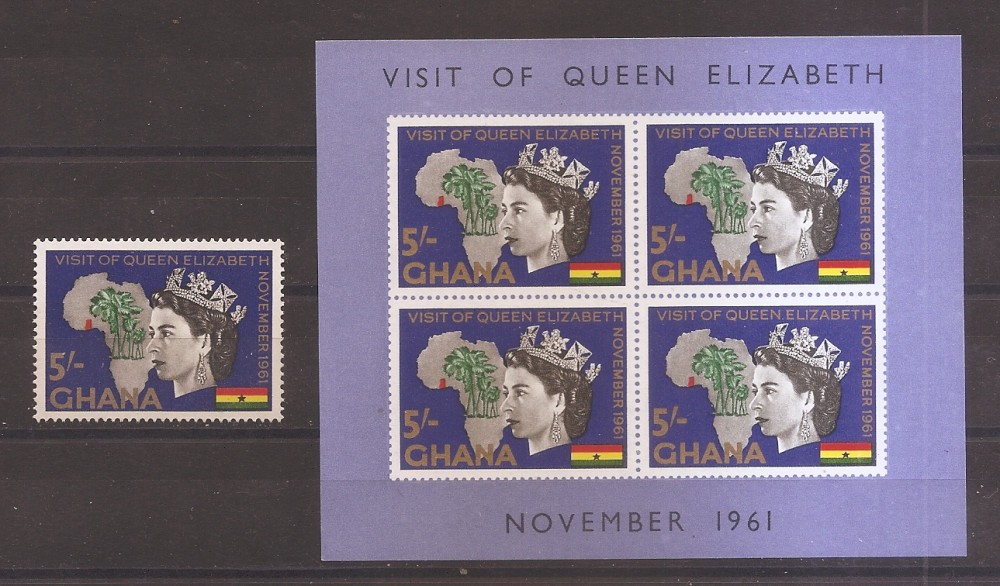 VISIT OF QUEEN ELIZABETH
NOVEMBER 1961
5/-
GHANA
VISIT OF QUEEN ELIZABETH
VISIT OF QUEEN ELIZABETH
NOVEMBER 1961
5/-
GHANA
VISIT OF QUEEN ELIZABETH
NOVEMBER 1961
5/-
GHANA
VISIT OF QUEEN ELIZABETH
NOVEMBER 1961
5/-
GHANA
VISIT OF QUEEN ELIZABETH
NOVEMBER 1961
5/-
GHANA
NOVEMBER 1961